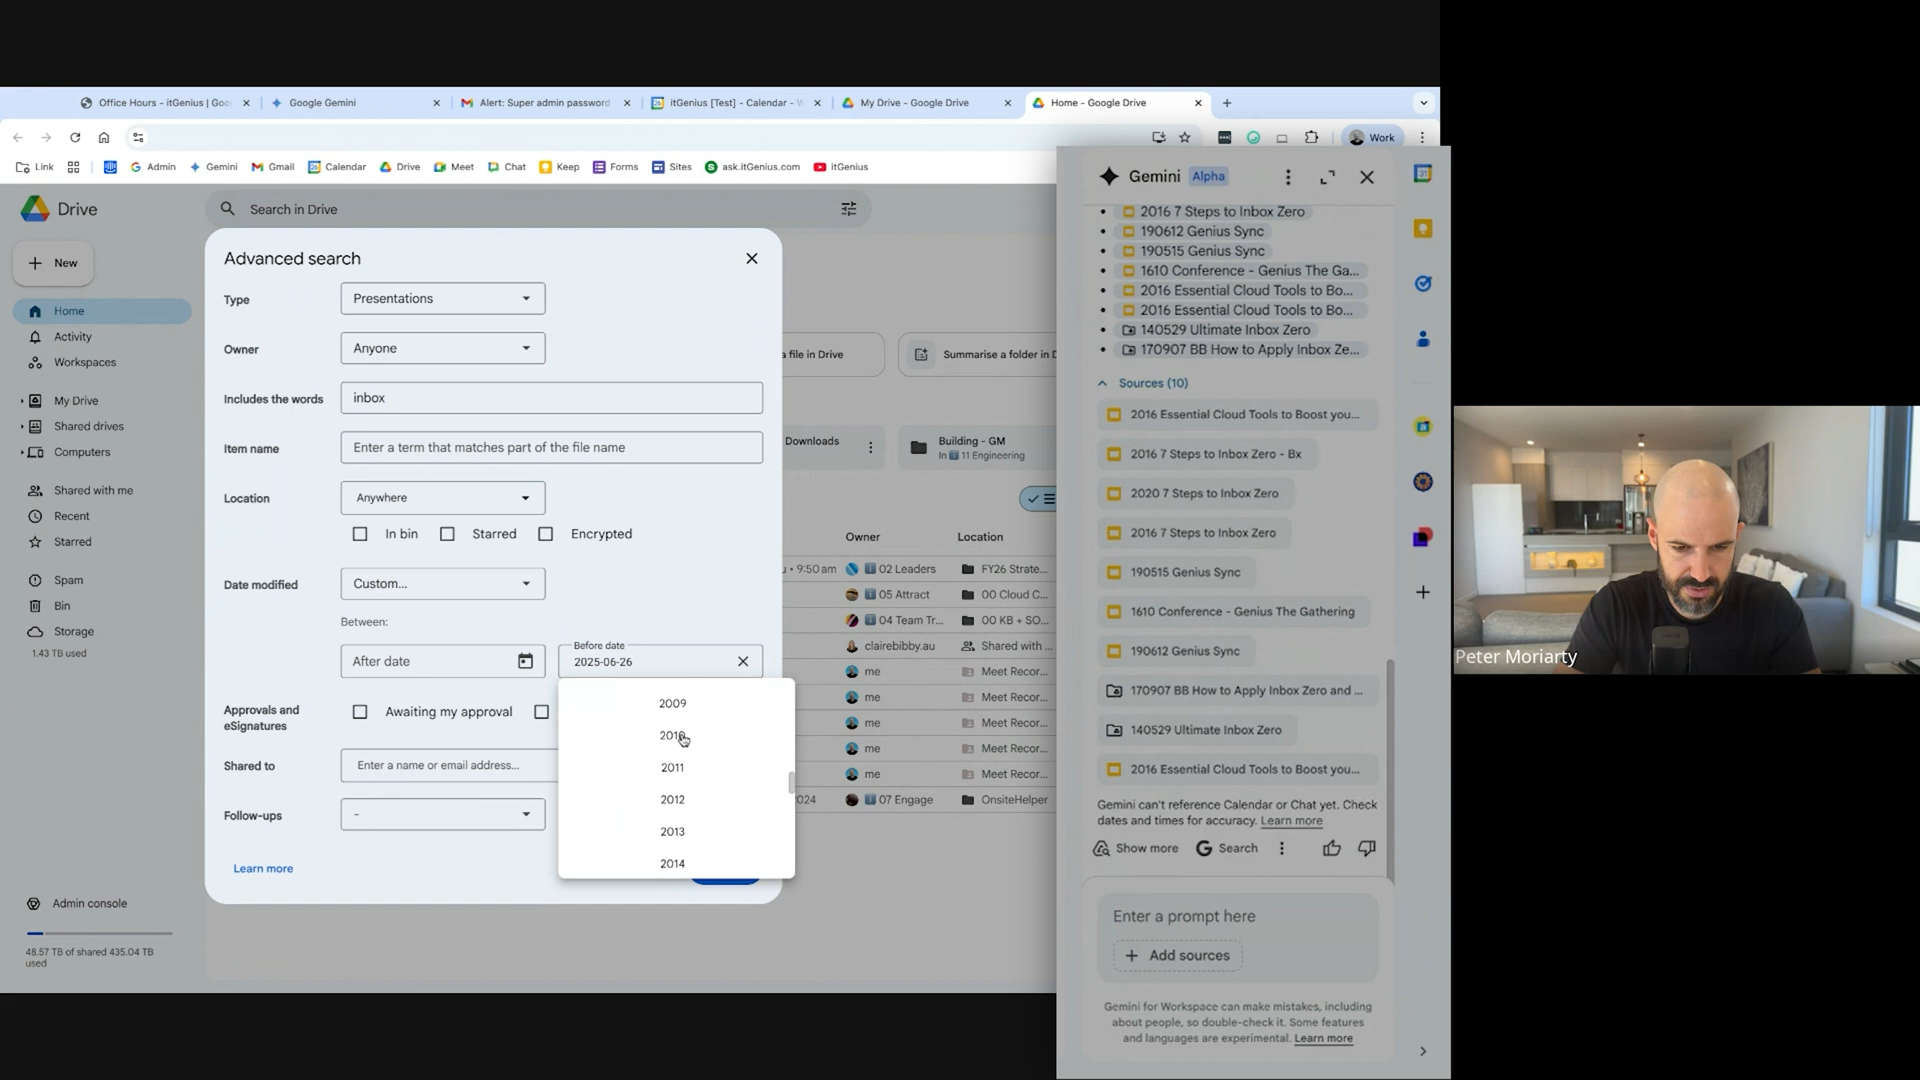 Office Hours - itGenius | Goo
Google Gemini
Alert: Super admin password
itGenius [Test] - Calendar - W
My Drive - Google Drive
Home - Google Drive
Work
Link
Admin
Gemini
Gmail
Calendar
Drive
Meet
Chat
Keep
Forms
Sites
ask.itGenius.com
itGenius
Drive
Search in Drive
New
Home
Activity
Workspaces
My Drive
Shared drives
Computers
Shared with me
Recent
Starred
Spam
Bin
Storage
1.43 TB used
Admin console
48.57 TB of shared 435.04 TB
used
Advanced search
Type
Presentations
Owner
Anyone
Includes the words
inbox
Item name
Enter a term that matches part of the file name
Location
Anywhere
In bin
Starred
Encrypted
Date modified
Custom...
Between:
After date
Before date
2025-06-26
2009
2010
2011
2012
2013
2014
Approvals and
eSignatures
Awaiting my approval
Shared to
Enter a name or email address...
Follow-ups
-
Learn more
a file in Drive
Summarise a folder in D
Downloads
Building - GM
In 11 Engineering
Owner
Location
u • 9:50 am
02 Leaders
FY26 Strate...
05 Attract
00 Cloud C...
04 Team Tr...
00 KB + SO...
clairebibby.au
Shared with ...
me
Meet Recor...
me
Meet Recor...
me
Meet Recor...
me
Meet Recor...
me
Meet Recor...
024
07 Engage
OnsiteHelper
Gemini
Alpha
2016 7 Steps to Inbox Zero
190612 Genius Sync
190515 Genius Sync
1610 Conference - Genius The Ga...
2016 Essential Cloud Tools to Bo...
2016 Essential Cloud Tools to Bo...
140529 Ultimate Inbox Zero
170907 BB How to Apply Inbox Ze...
Sources (10)
2016 Essential Cloud Tools to Boost you...
2016 7 Steps to Inbox Zero - Bx
2020 7 Steps to Inbox Zero
2016 7 Steps to Inbox Zero
190515 Genius Sync
1610 Conference - Genius The Gathering
190612 Genius Sync
170907 BB How to Apply Inbox Zero and ...
140529 Ultimate Inbox Zero
2016 Essential Cloud Tools to Boost you...
Gemini can't reference Calendar or Chat yet. Check
dates and times for accuracy. Learn more
Show more
Search
Enter a prompt here
Add sources
Gemini for Workspace can make mistakes, including
about people, so double-check it. Some features
and languages are experimental. Learn more
Peter Moriarty